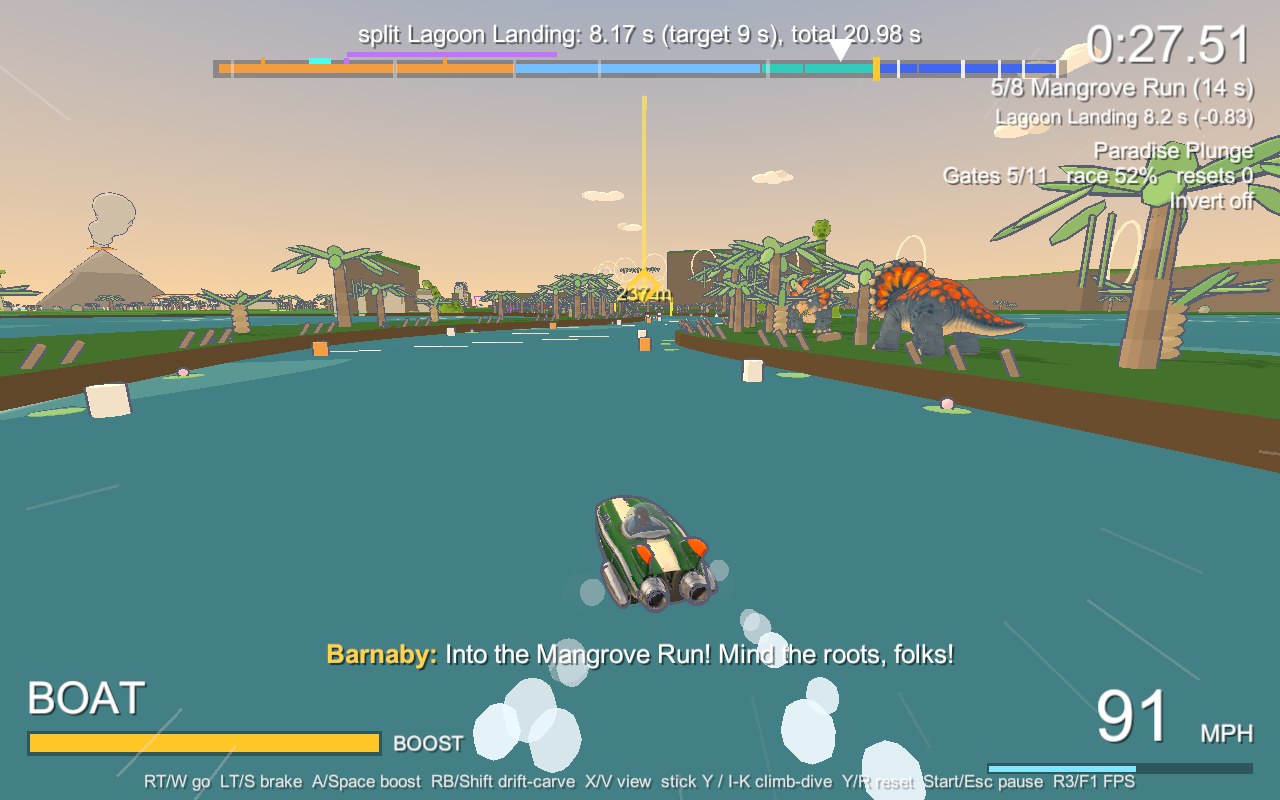 split Lagoon Landing: 8.17 s (target 9 s), total 20.98 s
0:27.51
5/8 Mangrove Run (14 s)
Lagoon Landing 8.2 s (-0.83)
Paradise Plunge
Gates 5/11 race 52% resets 0
Invert off
237 m
Barnaby: Into the Mangrove Run! Mind the roots, folks!
BOAT
BOOST
91 MPH
RT/W go LT/S brake A/Space boost RB/Shift drift-carve X/V view stick Y / I-K climb-dive Y/R reset Start/Esc pause R3/F1 FPS